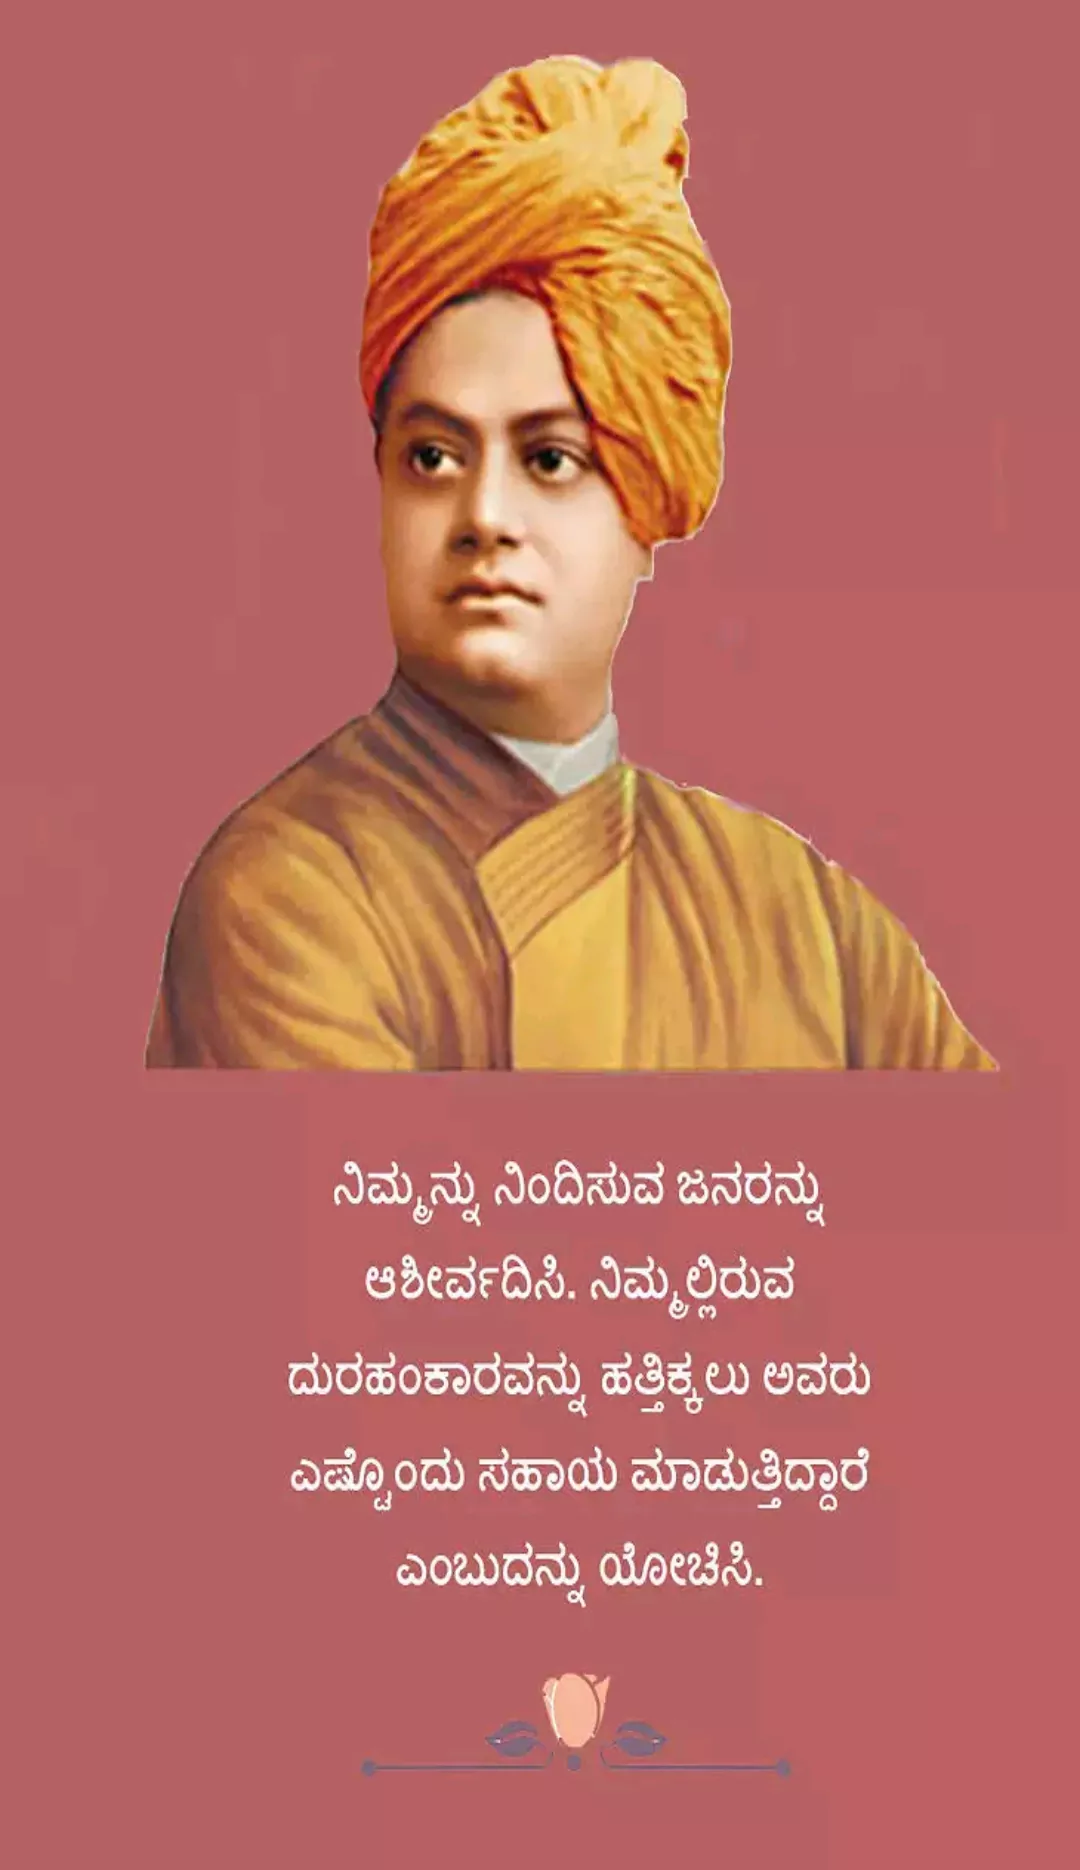 ನಿಮ್ಮನ್ನು ನಿಂದಿಸುವ ಜನರನ್ನು
ಆಶೀರ್ವದಿಸಿ. ನಿಮ್ಮಲ್ಲಿರುವ
ದುರಹಂಕಾರವನ್ನು ಹತ್ತಿಕ್ಕಲು ಅವರು
ಎಷ್ಟೊಂದು ಸಹಾಯ ಮಾಡುತ್ತಿದ್ದಾರೆ
ಎಂಬುದನ್ನು ಯೋಚಿಸಿ.